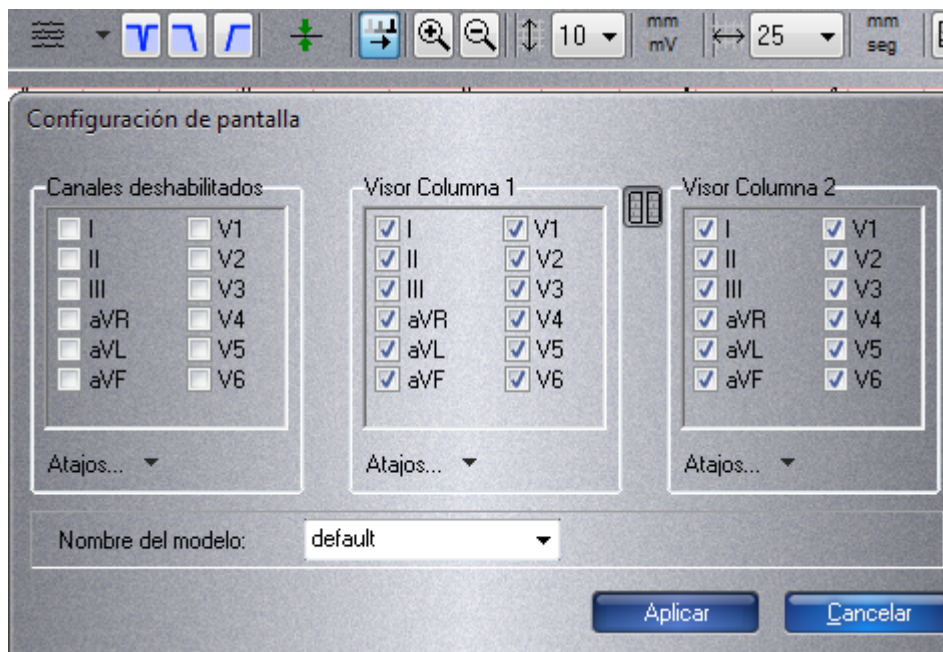 10 mm mV 25 mm seg
Configuración de pantalla
Canales deshabilitados
I V1
II V2
III V3
aVR V4
aVL V5
aVF V6
Atajos...
Visor Columna 1
I V1
II V2
III V3
aVR V4
aVL V5
aVF V6
Atajos...
Visor Columna 2
I V1
II V2
III V3
aVR V4
aVL V5
aVF V6
Atajos...
Nombre del modelo: default
Aplicar Cancelar